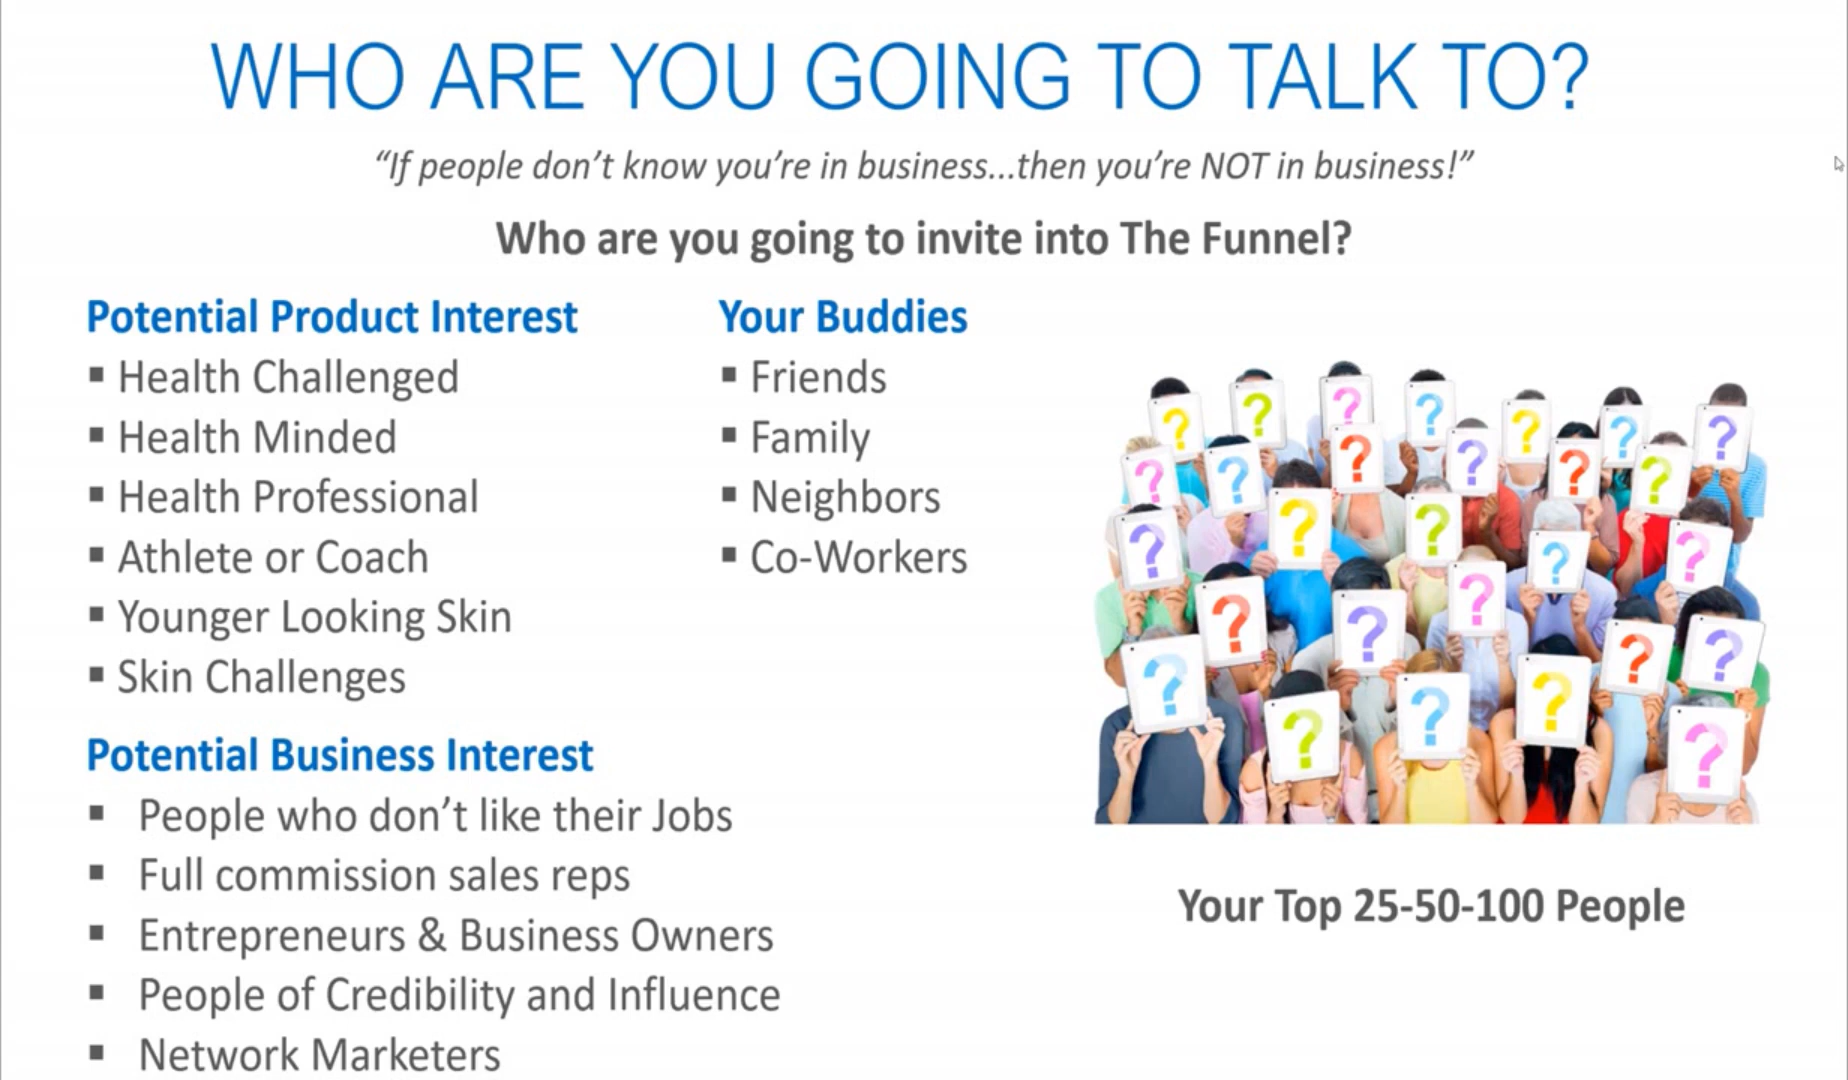 WHO ARE YOU GOING TO TALK TO?
“If people don’t know you’re in business...then you’re NOT in business!”
Who are you going to invite into The Funnel?
Potential Product Interest
▪ Health Challenged
▪ Health Minded
▪ Health Professional
▪ Athlete or Coach
▪ Younger Looking Skin
▪ Skin Challenges
Potential Business Interest
▪ People who don’t like their Jobs
▪ Full commission sales reps
▪ Entrepreneurs & Business Owners
▪ People of Credibility and Influence
▪ Network Marketers
Your Buddies
▪ Friends
▪ Family
▪ Neighbors
▪ Co-Workers
? ? ? ? ? ? ?
? ? ? ? ? ?
? ? ? ?
? ? ? ?
? ? ? ?
? ? ? ?
? ?
Your Top 25-50-100 People